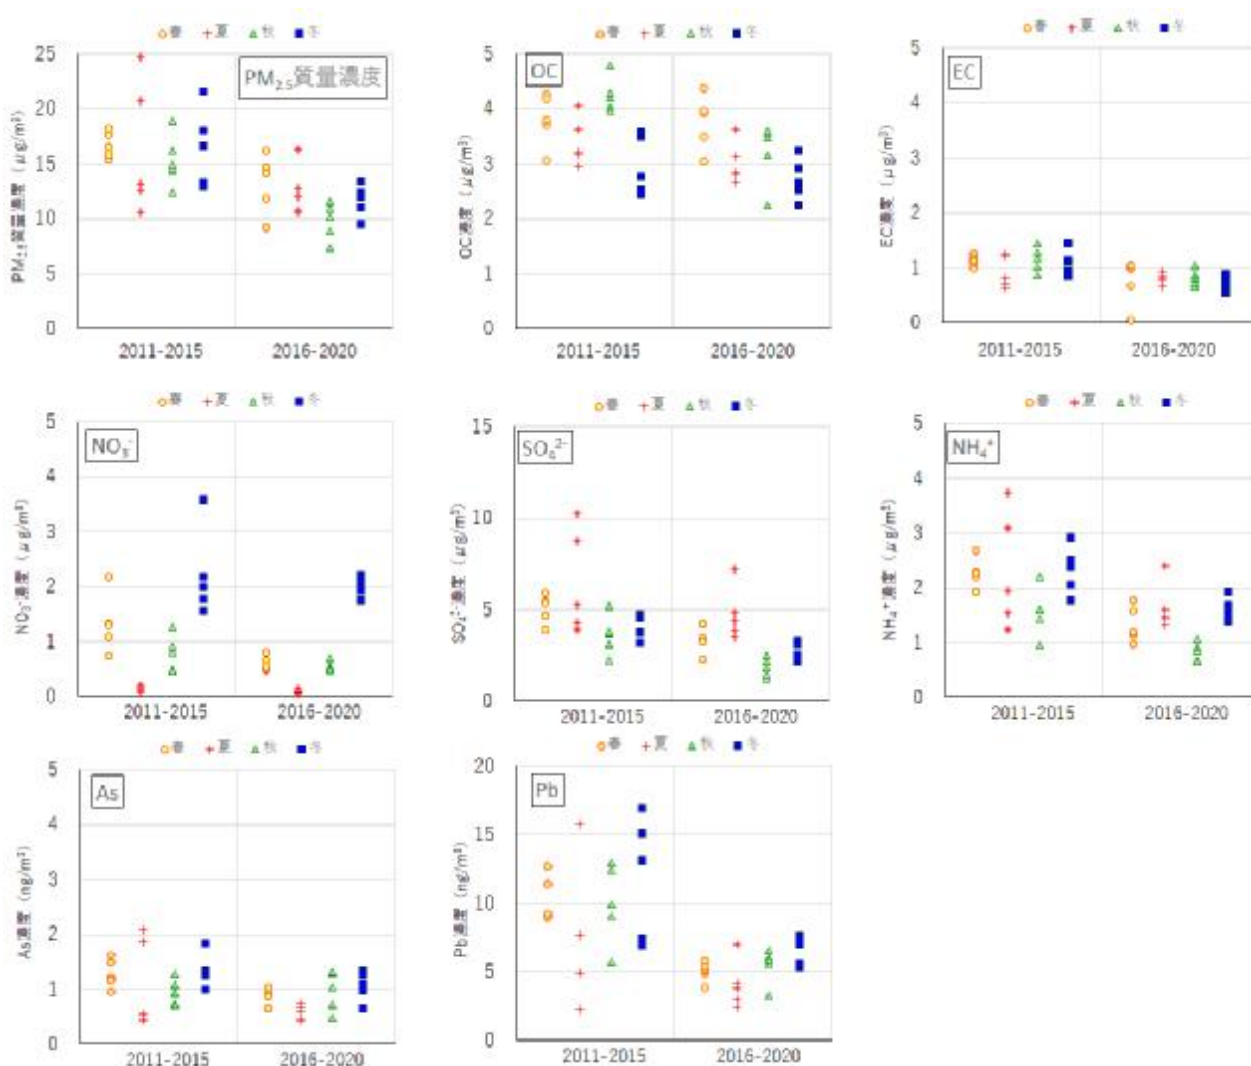 ○春 +夏 △秋 ■冬
PM2.5質量濃度
PM2.5質量濃度（μg/m³）
25
20
15
10
5
0
2011-2015 2016-2020
○春 +夏 △秋 ■冬
OC
OC濃度（μg/m³）
5
4
3
2
1
0
2011-2015 2016-2020
○春 +夏 △秋 ■冬
EC
EC濃度（μg/m³）
5
4
3
2
1
0
2011-2015 2016-2020
○春 +夏 △秋 ■冬
NO₃⁻
NO₃⁻濃度（μg/m³）
5
4
3
2
1
0
2011-2015 2016-2020
○春 +夏 △秋 ■冬
SO₄²⁻
SO₄²⁻濃度（μg/m³）
15
10
5
0
2011-2015 2016-2020
○春 +夏 △秋 ■冬
NH₄⁺
NH₄⁺濃度（μg/m³）
5
4
3
2
1
0
2011-2015 2016-2020
○春 +夏 △秋 ■冬
As
As濃度（ng/m³）
5
4
3
2
1
0
2011-2015 2016-2020
○春 +夏 △秋 ■冬
Pb
Pb濃度（ng/m³）
20
15
10
5
0
2011-2015 2016-2020